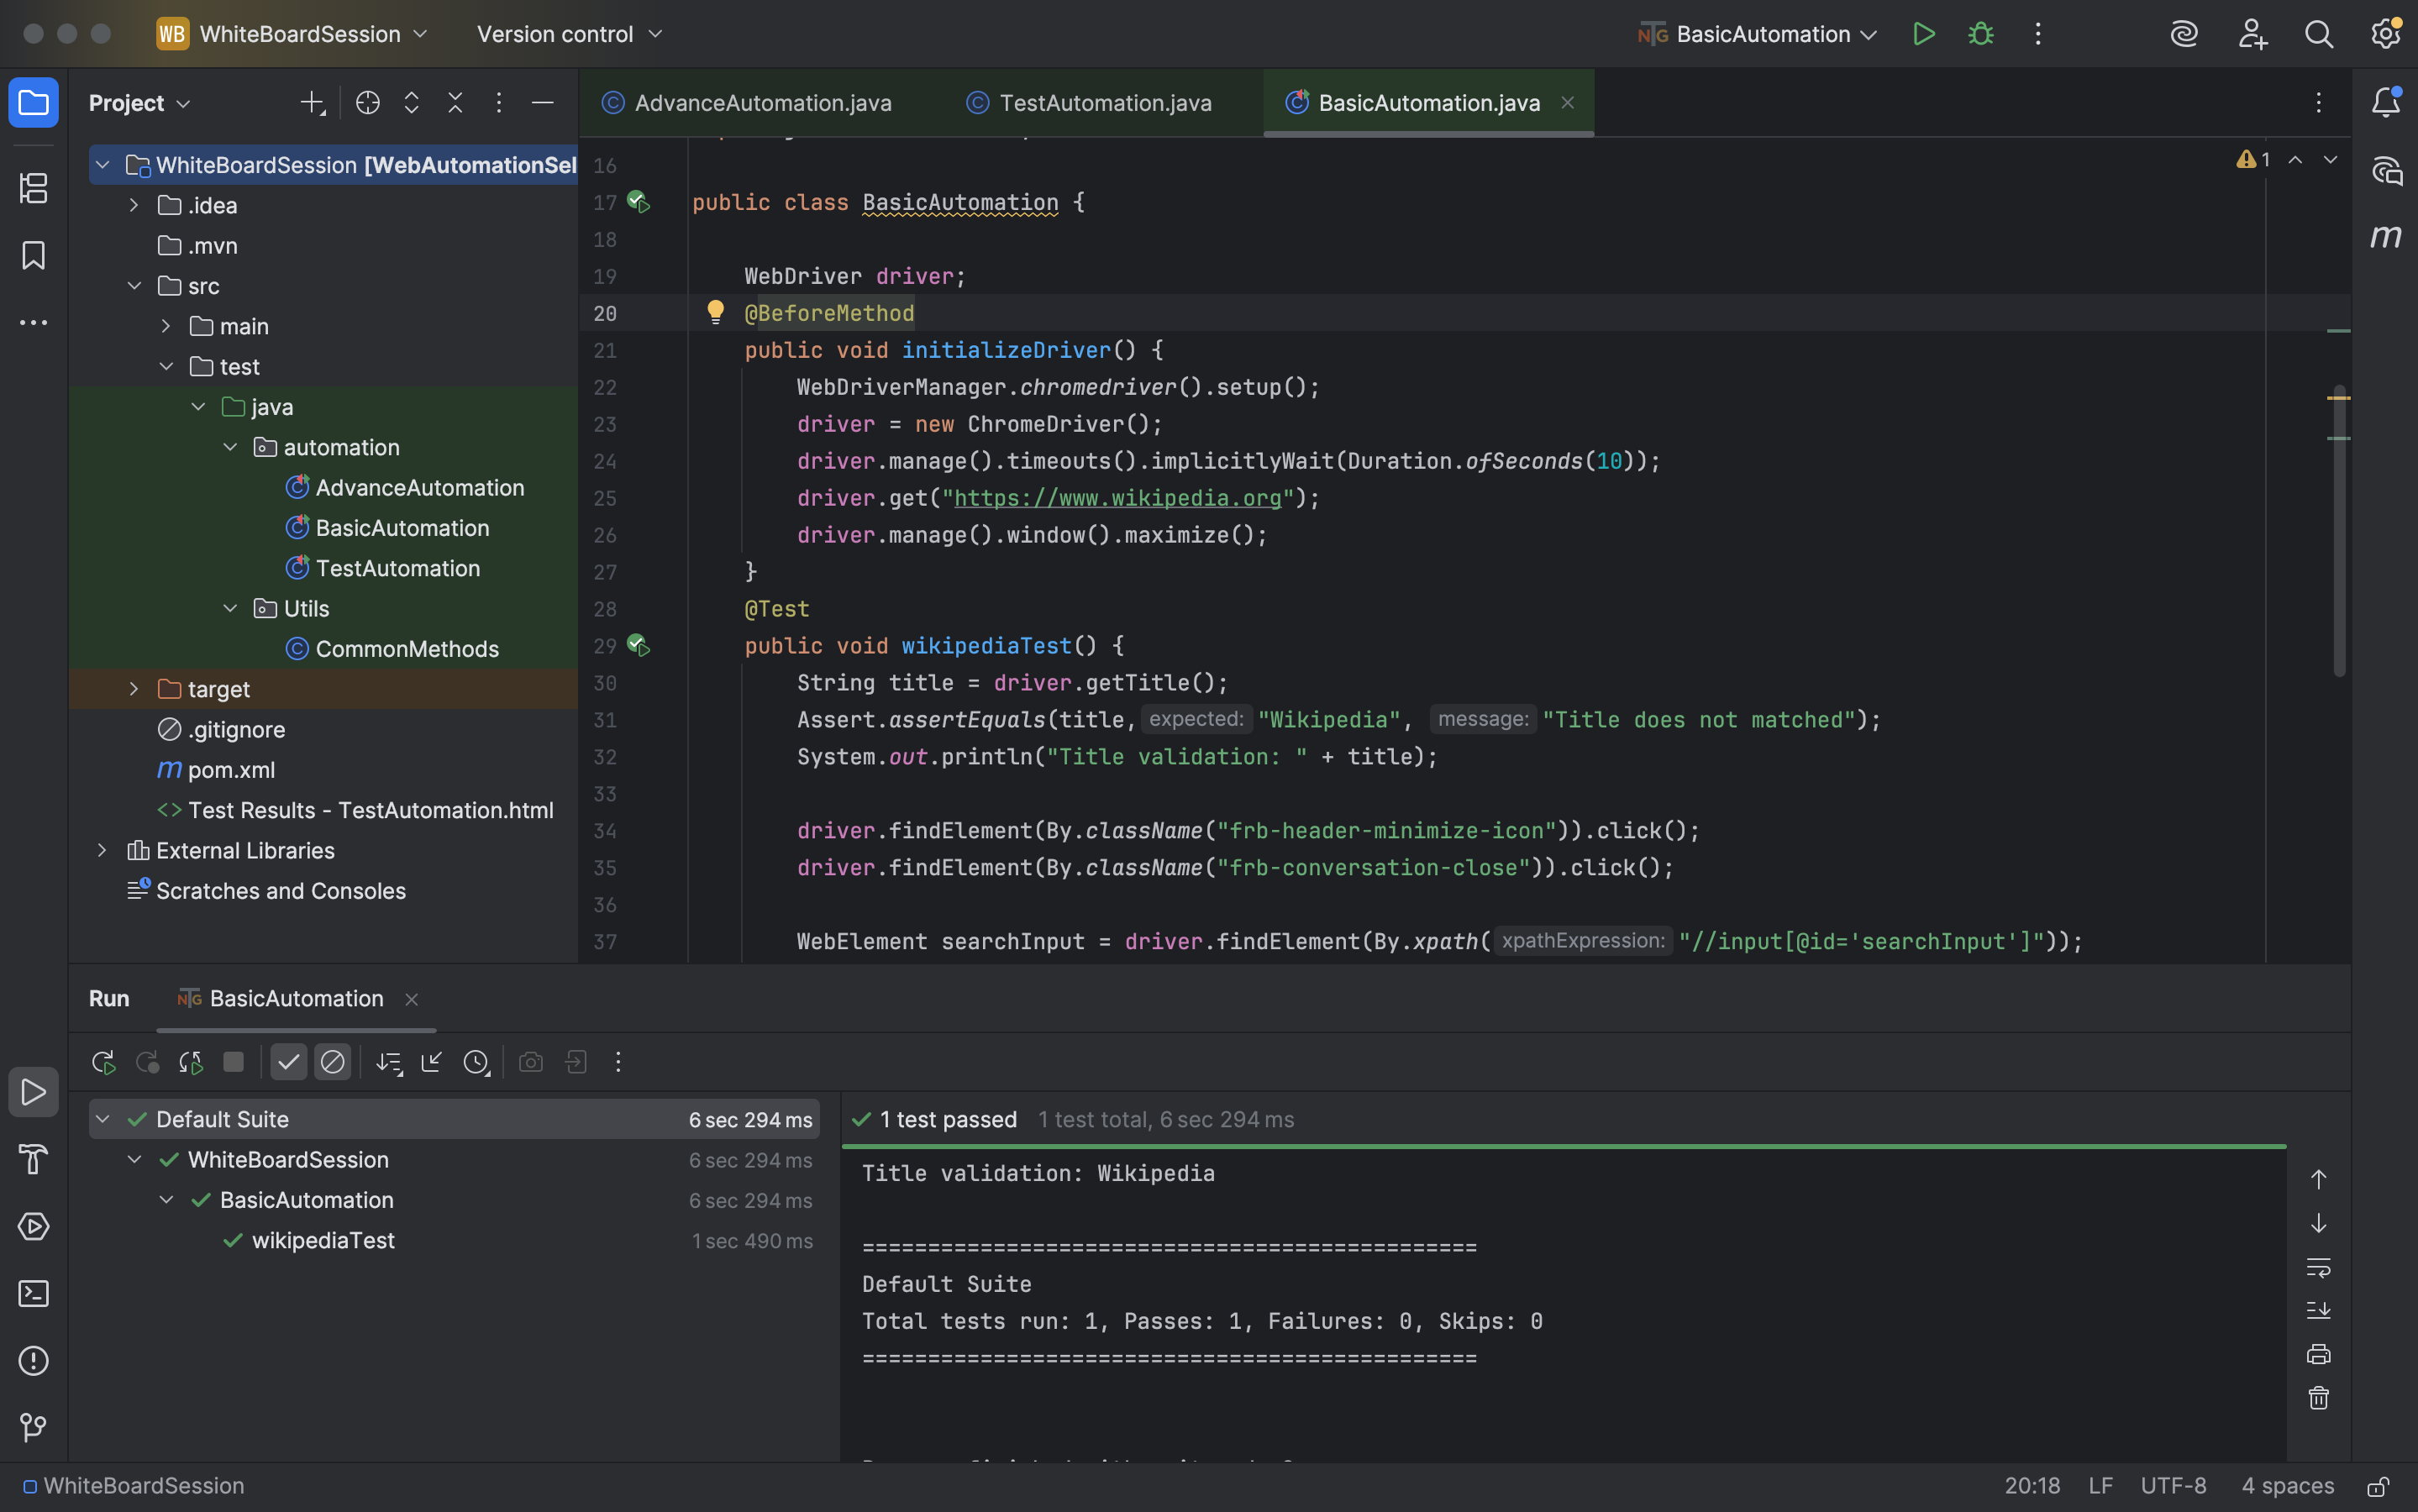 WB WhiteBoardSession Version control
NTG BasicAutomation
Project
AdvanceAutomation.java TestAutomation.java BasicAutomation.java
WhiteBoardSession [WebAutomationSel
.idea
.mvn
src
main
test
java
automation
AdvanceAutomation
BasicAutomation
TestAutomation
Utils
CommonMethods
target
.gitignore
m pom.xml
<> Test Results - TestAutomation.html
External Libraries
Scratches and Consoles
1
m
16
17 public class BasicAutomation {
18
19 WebDriver driver;
20 @BeforeMethod
21 public void initializeDriver() {
22 WebDriverManager.chromedriver().setup();
23 driver = new ChromeDriver();
24 driver.manage().timeouts().implicitlyWait(Duration.ofSeconds(10));
25 driver.get("https://www.wikipedia.org");
26 driver.manage().window().maximize();
27 }
28 @Test
29 public void wikipediaTest() {
30 String title = driver.getTitle();
31 Assert.assertEquals(title, expected: "Wikipedia", message: "Title does not matched");
32 System.out.println("Title validation: " + title);
33
34 driver.findElement(By.className("frb-header-minimize-icon")).click();
35 driver.findElement(By.className("frb-conversation-close")).click();
36
37 WebElement searchInput = driver.findElement(By.xpath( xpathExpression: "//input[@id='searchInput']"));
Run NTG BasicAutomation
Default Suite 6 sec 294 ms
WhiteBoardSession 6 sec 294 ms
BasicAutomation 6 sec 294 ms
wikipediaTest 1 sec 490 ms
1 test passed 1 test total, 6 sec 294 ms
Title validation: Wikipedia
===============================================
Default Suite
Total tests run: 1, Passes: 1, Failures: 0, Skips: 0
===============================================
WhiteBoardSession
20:18 LF UTF-8 4 spaces